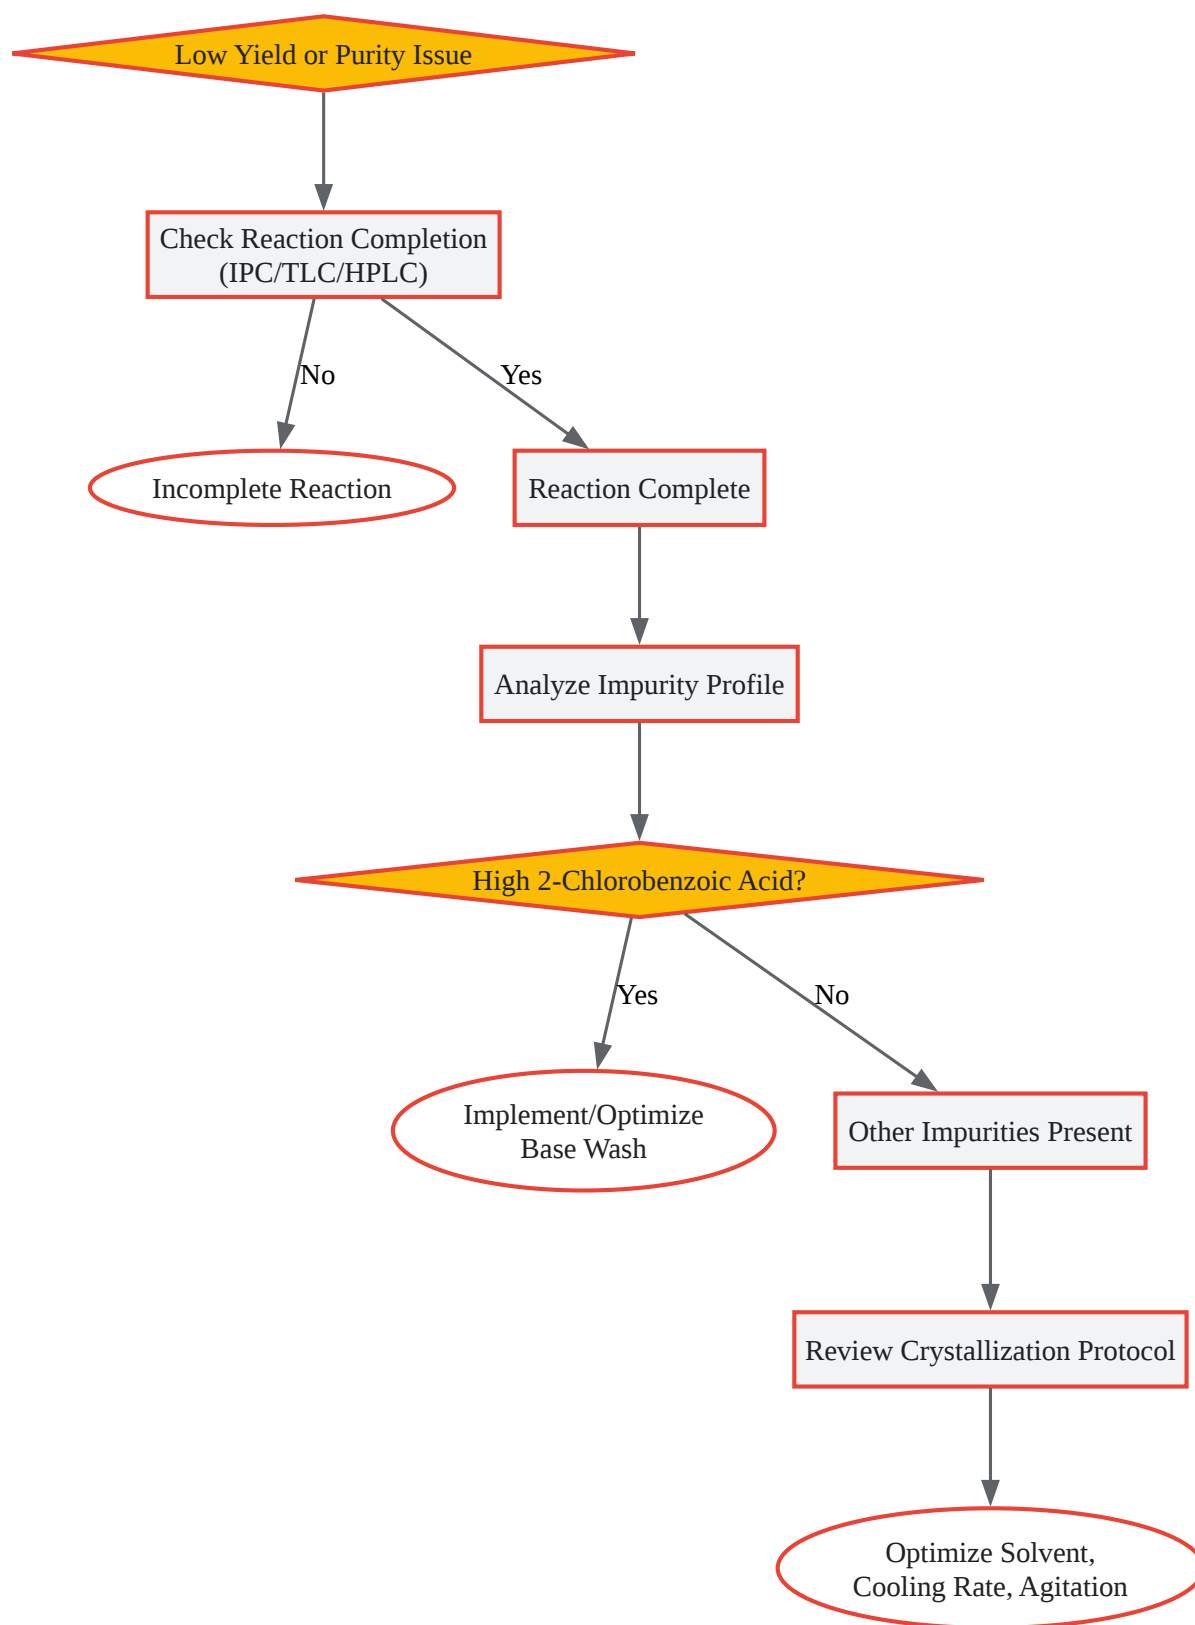 Low Yield or Purity Issue
Check Reaction Completion
(IPC/TLC/HPLC)
No
Yes
Incomplete Reaction
Reaction Complete
Analyze Impurity Profile
High 2-Chlorobenzoic Acid?
Yes
No
Implement/Optimize
Base Wash
Other Impurities Present
Review Crystallization Protocol
Optimize Solvent,
Cooling Rate, Agitation